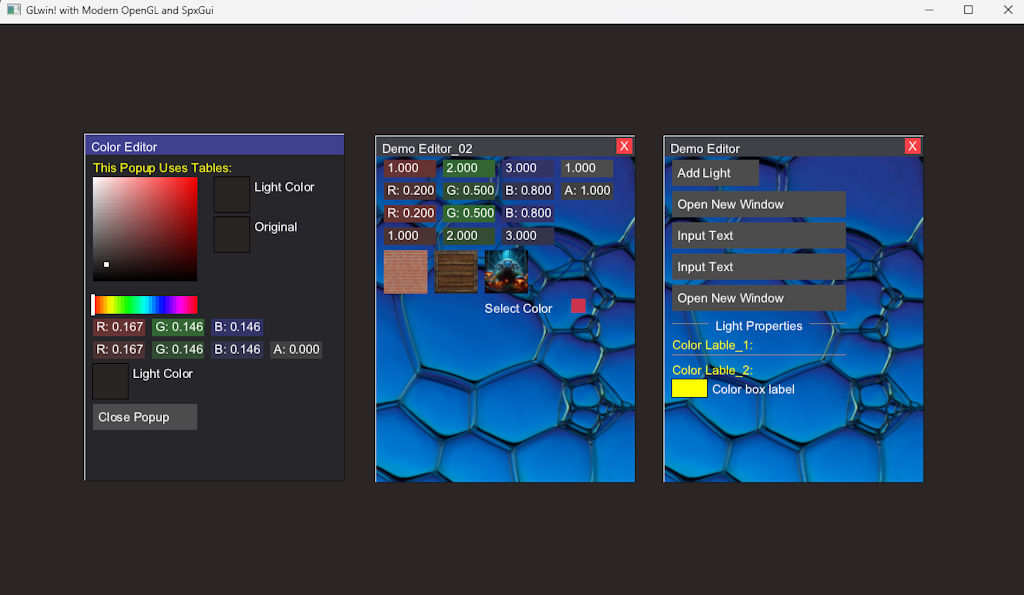 GLwin! with Modern OpenGL and SpxGui
Color Editor
This Popup Uses Tables:
Light Color
Original
R: 0.167 G: 0.146 B: 0.146
R: 0.167 G: 0.146 B: 0.146 A: 0.000
Light Color
Close Popup
Demo Editor_02 X
1.000 2.000 3.000 1.000
R: 0.200 G: 0.500 B: 0.800 A: 1.000
R: 0.200 G: 0.500 B: 0.800
1.000 2.000 3.000
Select Color
Demo Editor X
Add Light
Open New Window
Input Text
Input Text
Open New Window
Light Properties
Color Lable_1:
Color Lable_2:
Color box label